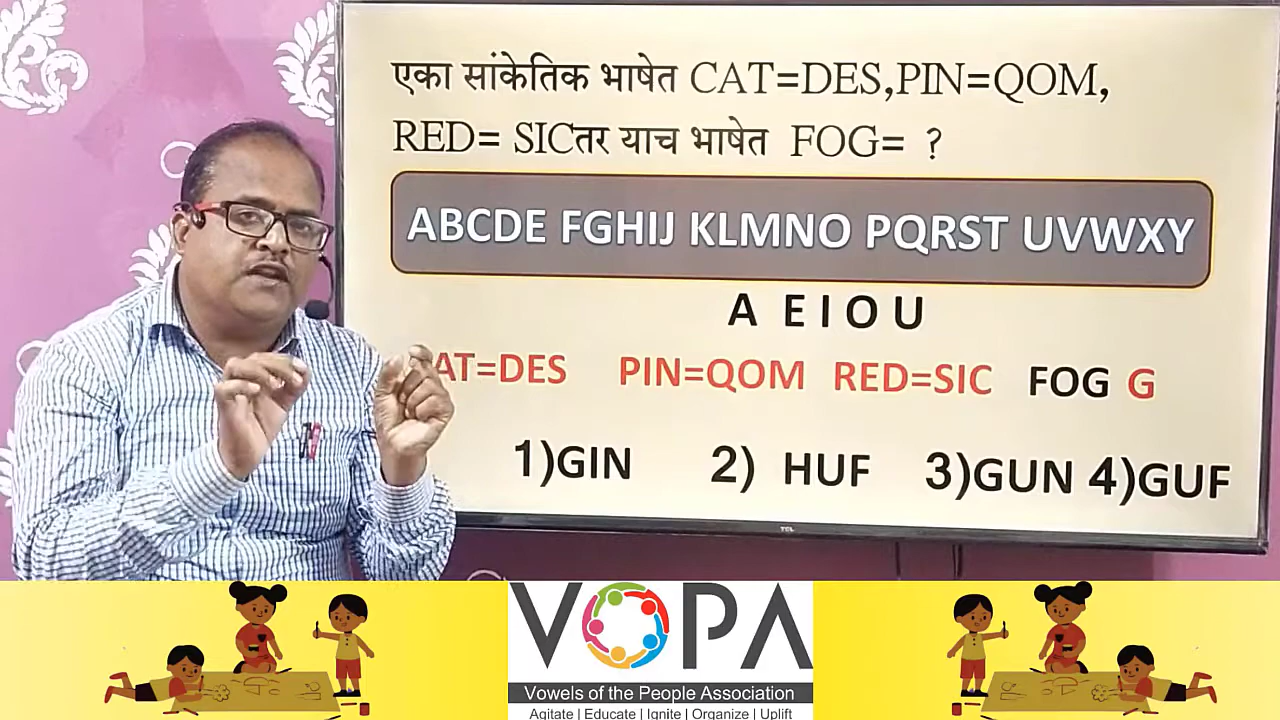 एका सांकेतिक भाषेत CAT=DES,PIN=QOM,
RED= SICतर याच भाषेत FOG= ?
ABCDE FGHIJ KLMNO PQRST UVWXY
A E I O U
AT=DES PIN=QOM RED=SIC FOG G
1)GIN 2) HUF 3)GUN 4)GUF
TCL
VOPA
Vowels of the People Association
Agitate | Educate | Ignite | Organize | Uplift